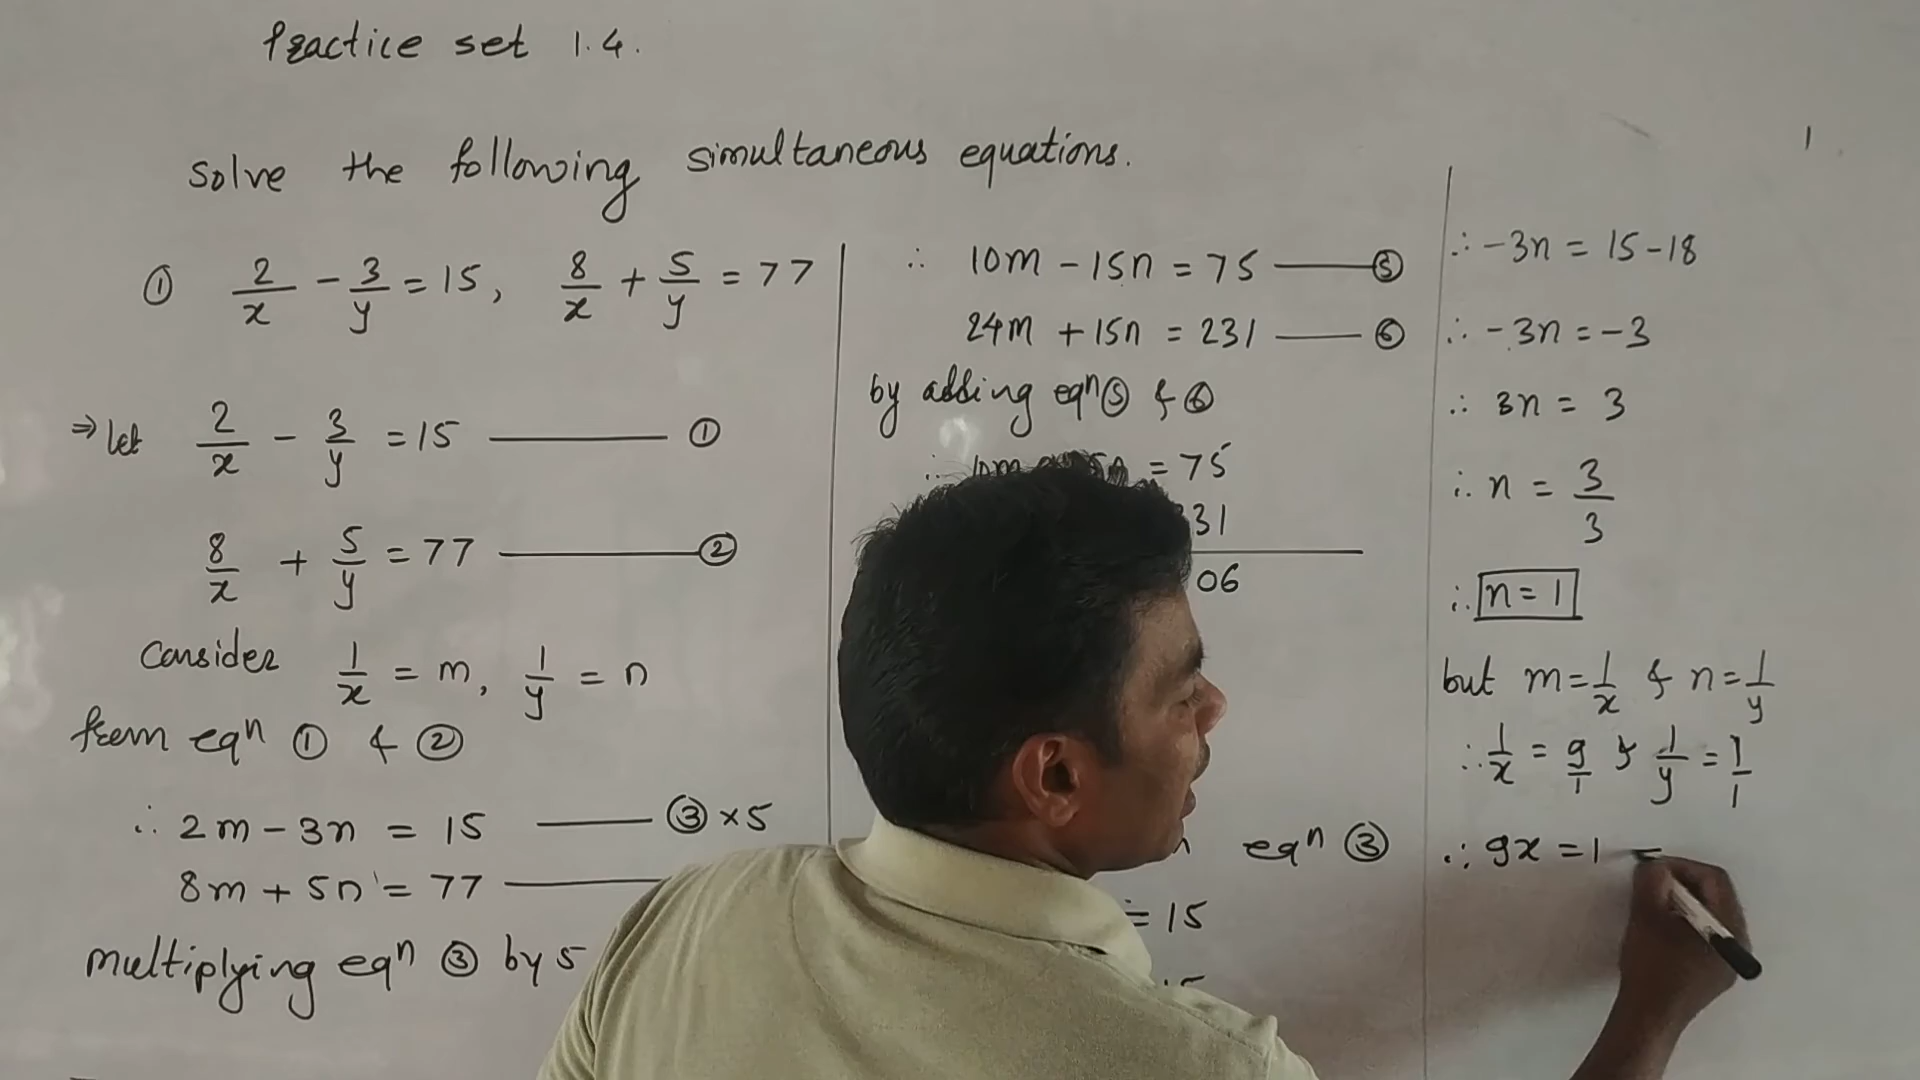 Practice set 1.4.
Solve the following simultaneous equations.
① 2/x - 3/y = 15, 8/x + 5/y = 77
⇒ let 2/x - 3/y = 15 —— ①
8/x + 5/y = 77 —— ②
Consider 1/x = m, 1/y = n
from eqⁿ ① & ②
∴ 2m - 3n = 15 —— ③ × 5
8m + 5n = 77 ——
multiplying eqⁿ ③ by 5
∴ 10m - 15n = 75 —— ⑤
24m + 15n = 231 —— ⑥
by adding eqⁿ ⑤ & ⑥
∴ 10m = 75
31
06
eqⁿ ③
= 15
∴ -3n = 15 - 18
∴ -3n = -3
∴ 3n = 3
∴ n = 3/3
∴ n = 1
but m = 1/x & n = 1/y
∴ 1/x = 9/1 & 1/y = 1/1
∴ 9x = 1